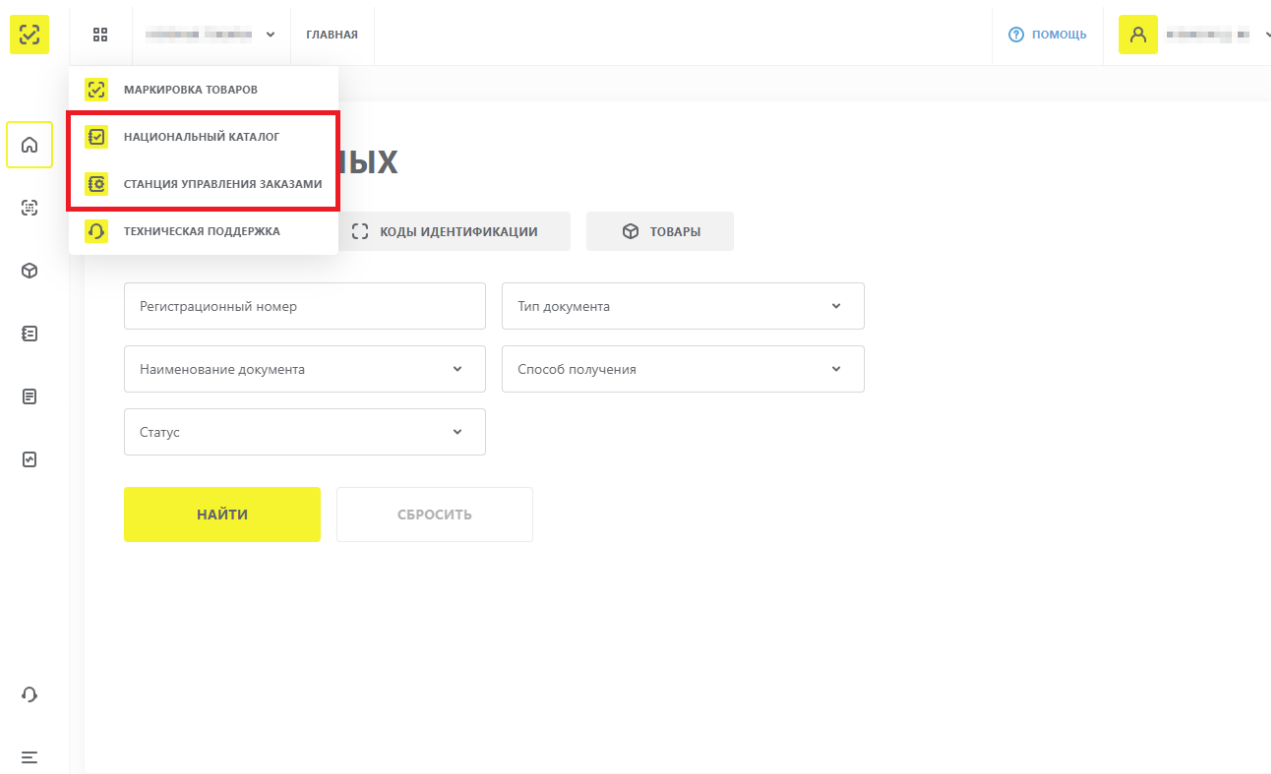 ГЛАВНАЯ
ПОМОЩЬ
МАРКИРОВКА ТОВАРОВ
НАЦИОНАЛЬНЫЙ КАТАЛОГ
СТАНЦИЯ УПРАВЛЕНИЯ ЗАКАЗАМИ
ТЕХНИЧЕСКАЯ ПОДДЕРЖКА
ЫХ
КОДЫ ИДЕНТИФИКАЦИИ
ТОВАРЫ
Регистрационный номер
Тип документа
Наименование документа
Способ получения
Статус
НАЙТИ
СБРОСИТЬ